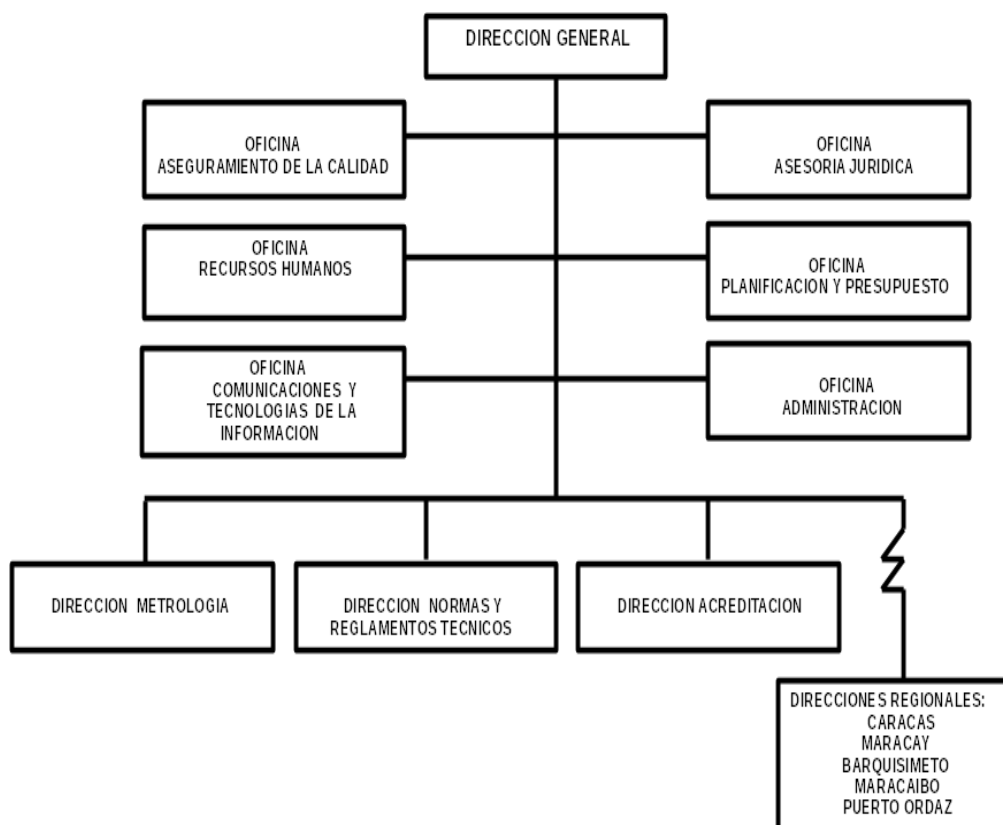 DIRECCION GENERAL
OFICINA
ASEGURAMIENTO DE LA CALIDAD
OFICINA
ASESORIA JURIDICA
OFICINA
RECURSOS HUMANOS
OFICINA
PLANIFICACION Y PRESUPUESTO
OFICINA
COMUNICACIONES Y
TECNOLOGIAS DE LA
INFORMACION
OFICINA
ADMINISTRACION
DIRECCION METROLOGIA
DIRECCION NORMAS Y
REGLAMENTOS TECNICOS
DIRECCION ACREDITACION
DIRECCIONES REGIONALES:
CARACAS
MARACAY
BARQUISIMETO
MARACAIBO
PUERTO ORDAZ